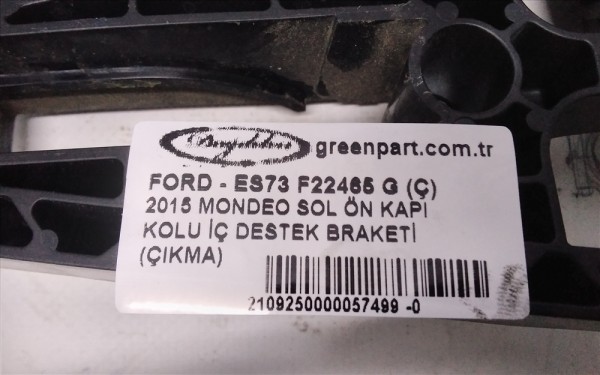 greenpart.com.tr
FORD - ES73 F22465 G (Ç)
2015 MONDEO SOL ÖN KAPI
KOLU İÇ DESTEK BRAKETİ
(ÇIKMA)
2109250000057499 -0